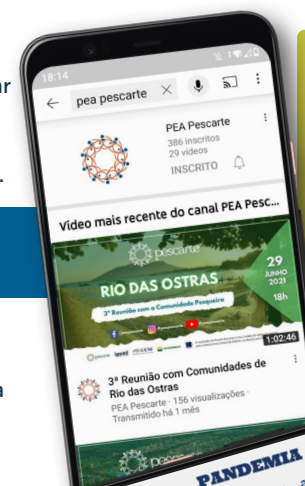 ar
18:14
pea pescarte
PEA Pescarte
386 inscritos
29 vídeos
INSCRITO
Vídeo mais recente do canal PEA Pesc...
pescarte
RIO DAS OSTRAS
3ª Reunião com a Comunidade Pesqueira
29
JUNHO
2021
18h
1:02:46
3ª Reunião com Comunidades de
Rio das Ostras
PEA Pescarte · 156 visualizações ·
Transmitido há 1 mês
a
PANDEMIA